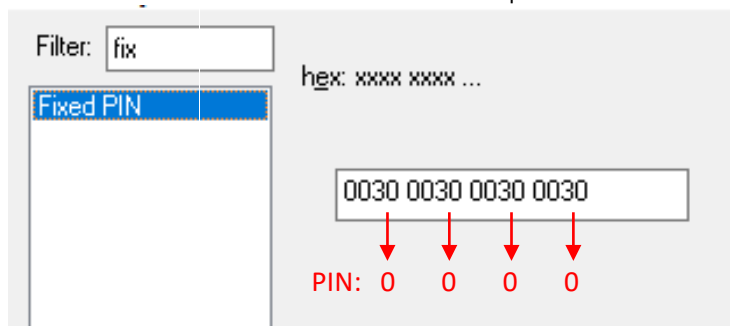 Filter: fix
hex: xxxx xxxx ...
Fixed PIN
0030 0030 0030 0030
PIN: 0 0 0 0